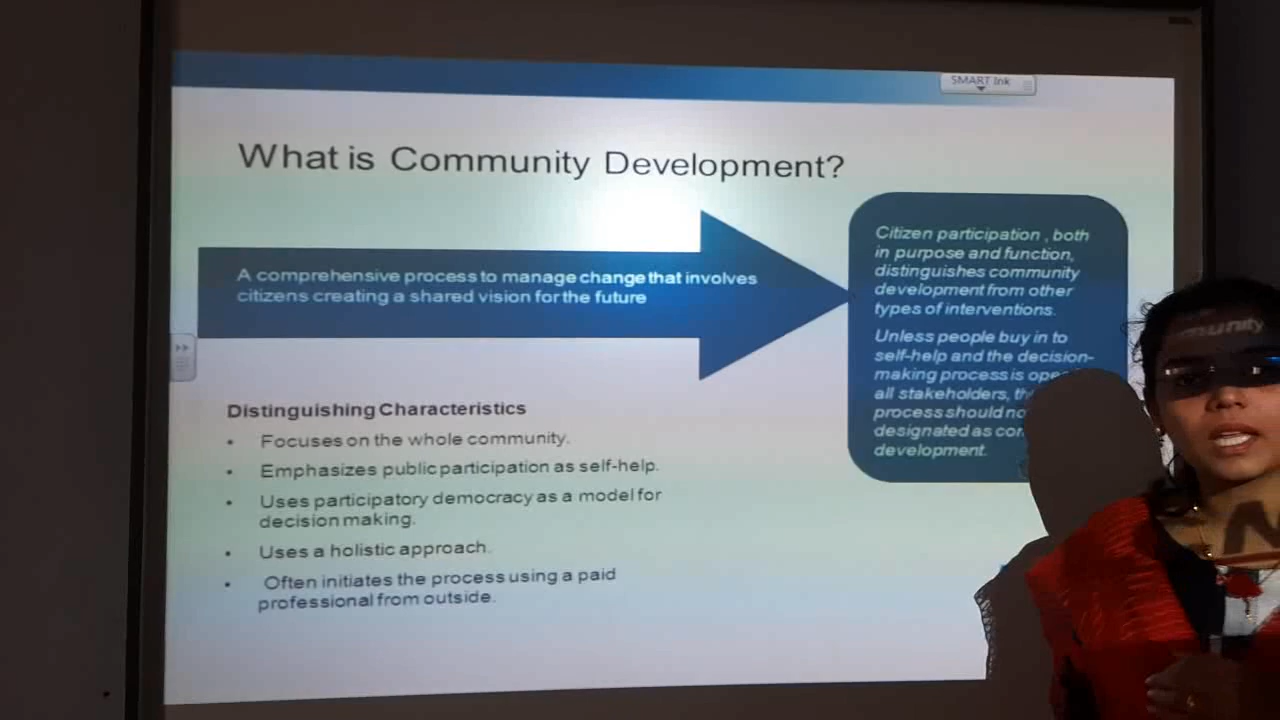 SMART Ink
What is Community Development?
A comprehensive process to manage change that involves
citizens creating a shared vision for the future
Citizen participation , both
in purpose and function,
distinguishes community
development from other
types of interventions.
Unless people buy in to
self-help and the decision-
making process is
all stakeholders,
process should
designated as
development.
Distinguishing Characteristics
• Focuses on the whole community.
• Emphasizes public participation as self-help.
• Uses participatory democracy as a model for
decision making.
• Uses a holistic approach.
• Often initiates the process using a paid
professional from outside.